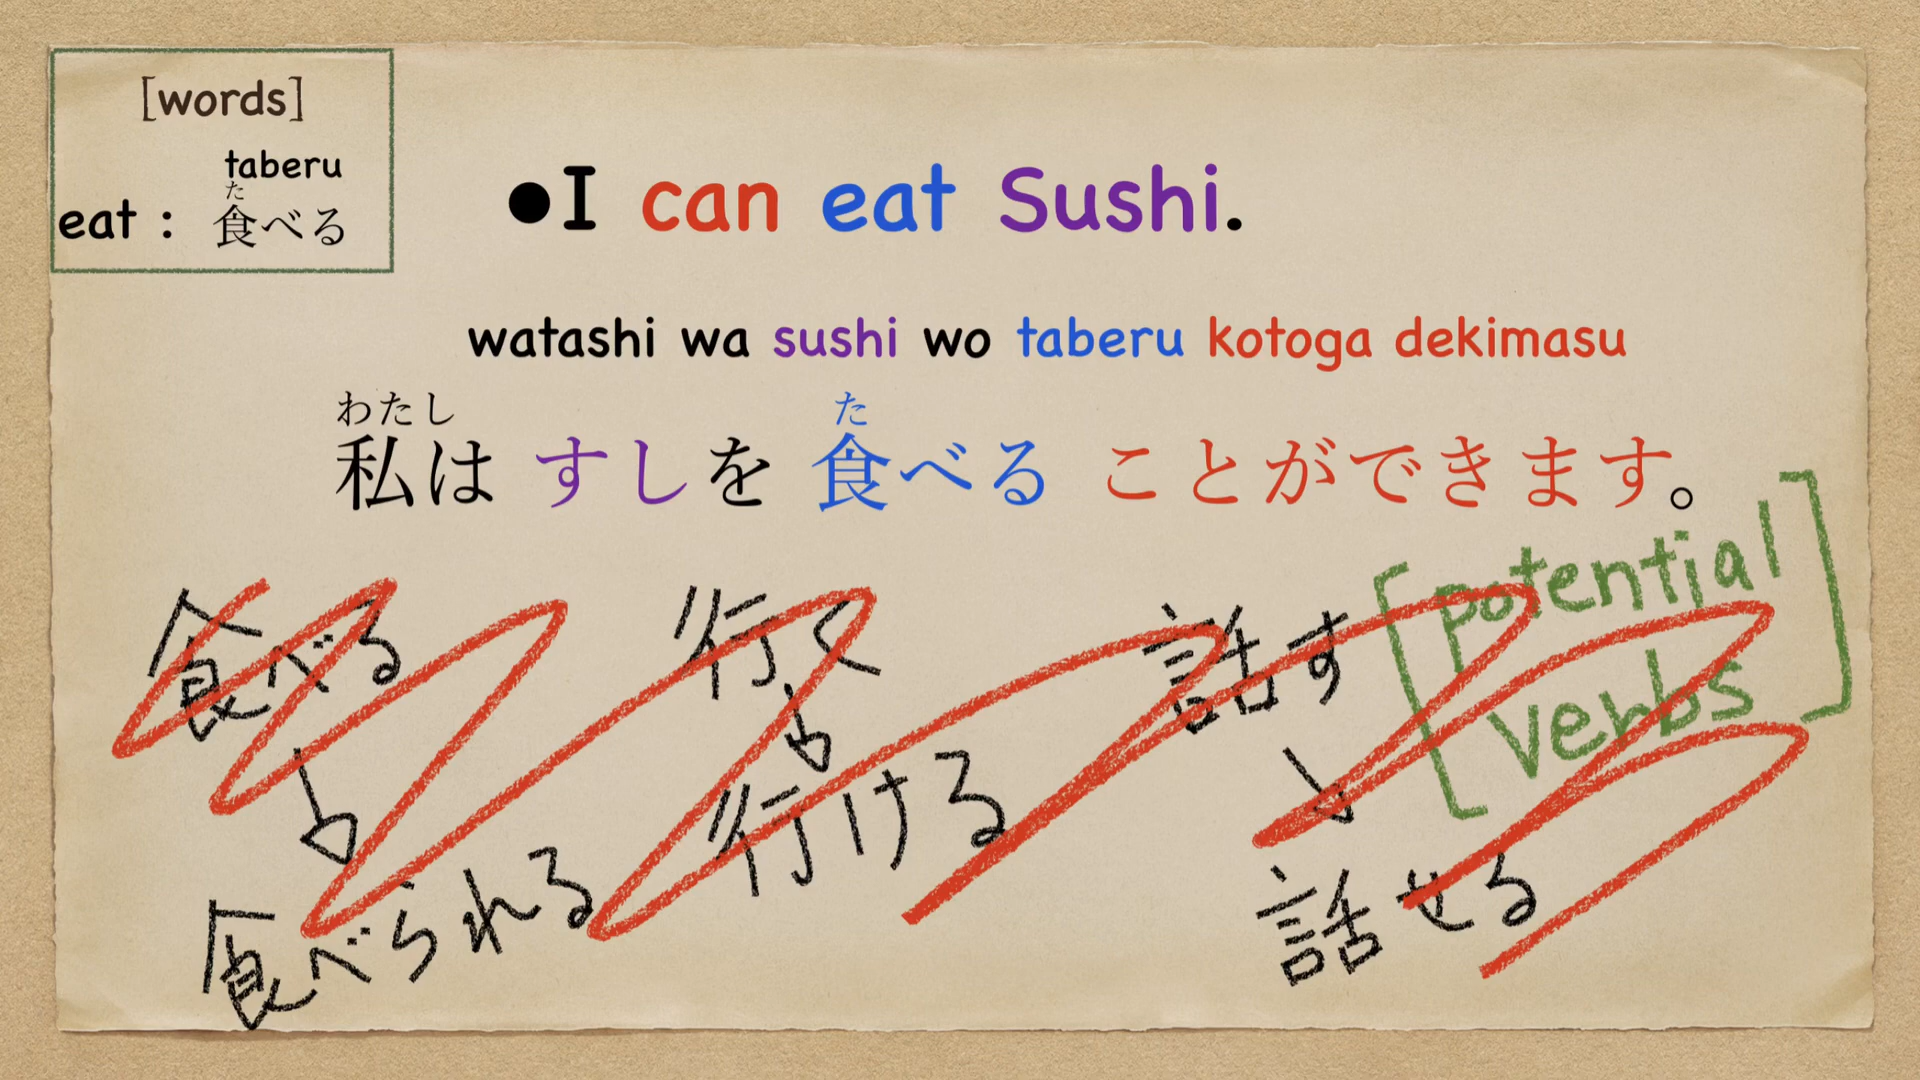 [words]
taberu
た
eat : 食べる
●I can eat Sushi.
watashi wa sushi wo taberu kotoga dekimasu
わたし た
私は すしを 食べる ことができます。
[potential verbs]
食べる 行く 話す
食べられる 行ける 話せる